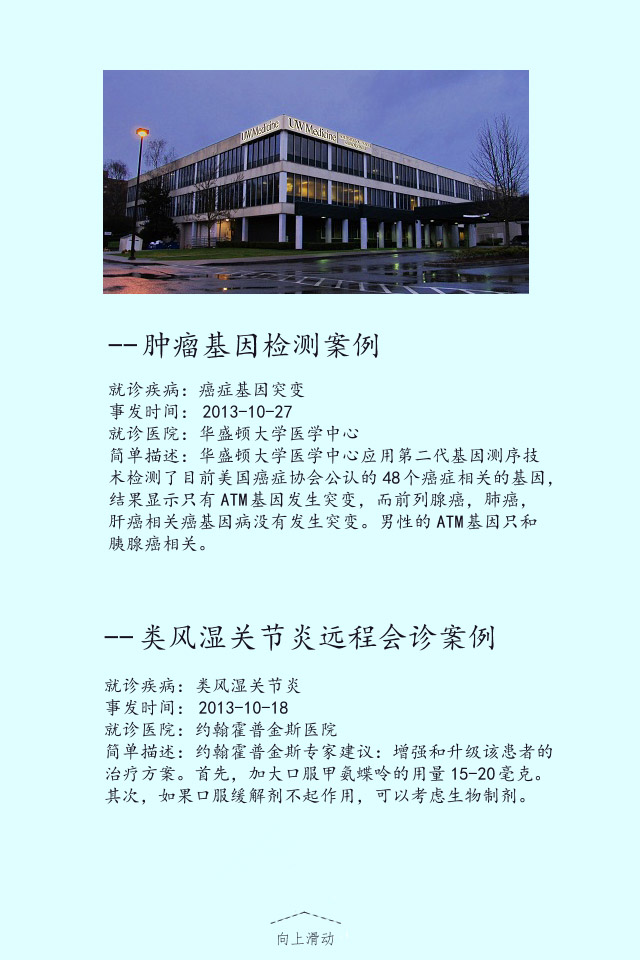 UW Medicine
UW Medicine
--肿瘤基因检测案例
就诊疾病：癌症基因突变
事发时间： 2013-10-27
就诊医院：华盛顿大学医学中心
简单描述：华盛顿大学医学中心应用第二代基因测序技
术检测了目前美国癌症协会公认的48个癌症相关的基因，
结果显示只有ATM基因发生突变，而前列腺癌，肺癌，
肝癌相关癌基因病没有发生突变。男性的ATM基因只和
胰腺癌相关。
--类风湿关节炎远程会诊案例
就诊疾病：类风湿关节炎
事发时间： 2013-10-18
就诊医院：约翰霍普金斯医院
简单描述：约翰霍普金斯专家建议：增强和升级该患者的
治疗方案。首先，加大口服甲氨蝶呤的用量15-20毫克。
其次，如果口服缓解剂不起作用，可以考虑生物制剂。
向上滑动